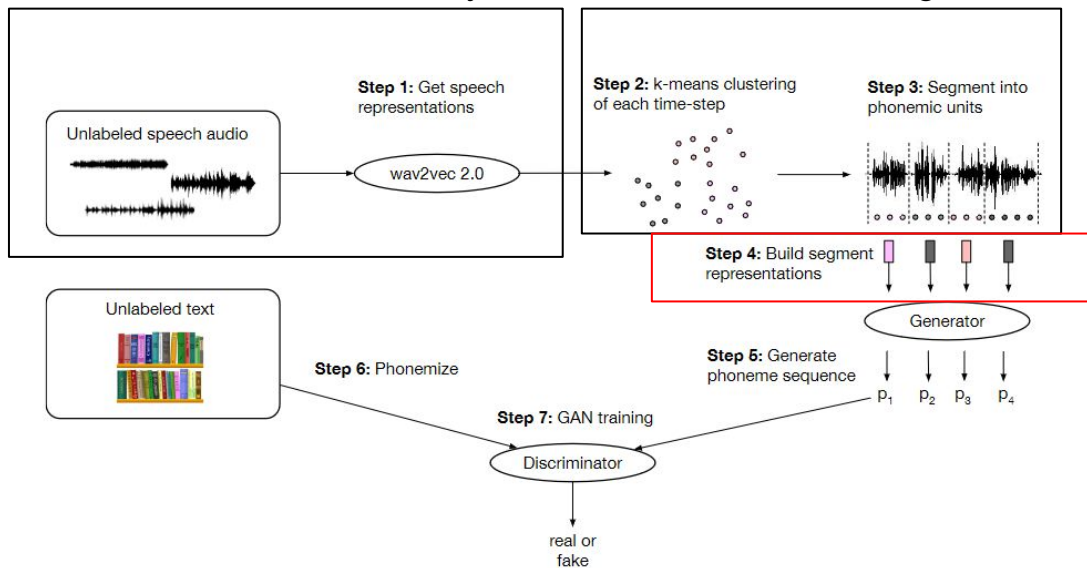 Step 1: Get speech
representations
Step 2: k-means clustering
of each time-step
Step 3: Segment into
phonemic units
Unlabeled speech audio
wav2vec 2.0
Step 4: Build segment
representations
Unlabeled text
Generator
Step 6: Phonemize
Step 5: Generate
phoneme sequence
p1 p2 p3 p4
Step 7: GAN training
Discriminator
real or
fake